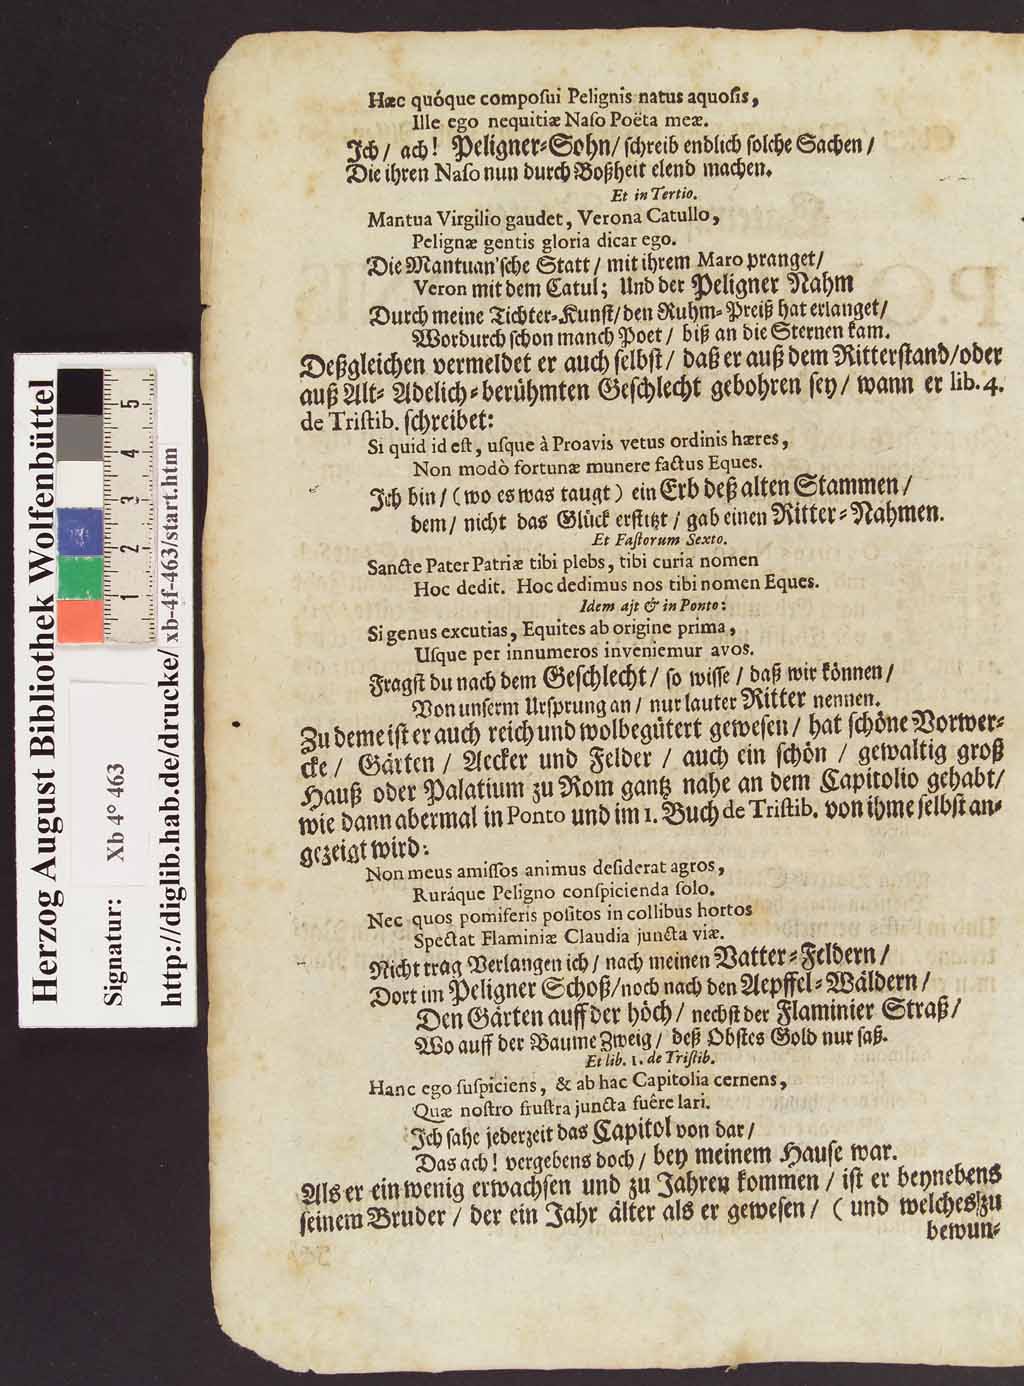 Hæc quóque composui Pelignis natus aquosis,
Ille ego nequitiæ Naso Poëta meæ.
Ich/ ach! Peligner-Sohn/ schreib endlich solche Sachen/
Die ihren Naso nun durch Boßheit elend machen.
Et in Tertio.
Mantua Virgilio gaudet, Verona Catullo,
Pelignæ gentis gloria dicar ego.
Die Mantuan'sche Statt/ mit ihrem Maro pranget/
Veron mit dem Catul; Und der Peligner Nahm
Durch meine Tichter-Kunst/ den Ruhm-Preiß hat erlanget/
Wordurch schon manch Poet/ biß an die Sternen kam.
Deßgleichen vermeldet er auch selbst/ daß er auß dem Ritterstand/ oder
auß Alt-Adelich-berühmten Geschlecht gebohren sey/ wann er lib. 4.
de Tristib. schreibet:
Si quid id est, usque à Proavis vetus ordinis hæres,
Non modò fortunæ munere factus Eques.
Ich bin/ (wo es was taugt) ein Erb deß alten Stammen/
dem/ nicht das Glück erstitzt/ gab einen Ritter-Nahmen.
Et Fastorum Sexto.
Sancte Pater Patriæ tibi plebs, tibi curia nomen
Hoc dedit. Hoc dedimus nos tibi nomen Eques.
Idem ajt & in Ponto:
Si genus excutias, Equites ab origine prima,
Usque per innumeros inveniemur avos.
Fragst du nach dem Geschlecht/ so wisse/ daß wir können/
Von unserm Ursprung an/ nur lauter Ritter nennen.
Zu deme ist er auch reich und wolbegütert gewesen/ hat schöne Vorwer-
cke/ Gärten/ Aecker und Felder/ auch ein schön/ gewaltig groß
Hauß oder Palatium zu Rom gantz nahe an dem Capitolio gehabt/
wie dann abermal in Ponto und im 1. Buch de Tristib. von ihme selbst an-
gezeigt wird:
Non meus amissos animus desiderat agros,
Ruráque Peligno conspicienda solo.
Nec quos pomiferis positos in collibus hortos
Spectat Flaminiæ Claudia juncta viæ.
Nicht trag Verlangen ich/ nach meinen Vatter-Feldern/
Dort im Peligner Schoß/ noch nach den Aepffel-Wäldern/
Den Gärten auff der höch/ nechst der Flaminier Straß/
Wo auff der Baume Zweig/ deß Obstes Gold nur saß.
Et lib. 1. de Tristib.
Hanc ego suspiciens, & ab hac Capitolia cernens,
Quæ nostro frustra juncta fuêre lari.
Ich sahe jederzeit das Capitol von dar/
Das ach! vergebens doch/ bey meinem Hause war.
Als er ein wenig erwachsen und zu Jahren kommen/ ist er beynebens
seinem Bruder/ der ein Jahr älter als er gewesen/ (und welches zu
bewun-
Herzog August Bibliothek Wolfenbüttel
Signatur: Xb 4° 463
http://diglib.hab.de/drucke/xb-4f-463/start.htm
1 2 3 4 5